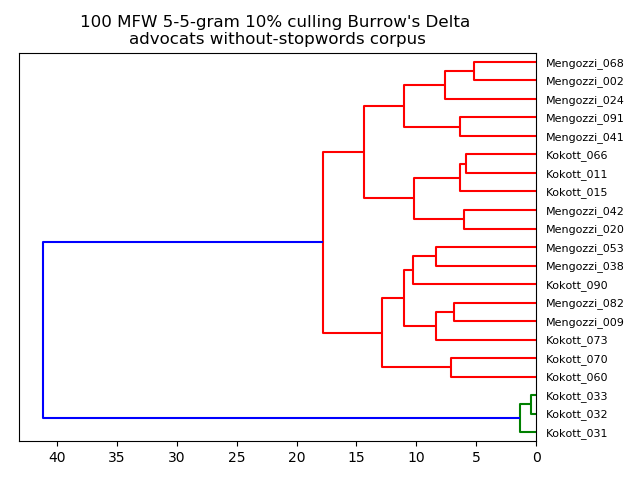 100 MFW 5-5-gram 10% culling Burrow's Delta
advocats without-stopwords corpus
Mengozzi_068
Mengozzi_002
Mengozzi_024
Mengozzi_091
Mengozzi_041
Kokott_066
Kokott_011
Kokott_015
Mengozzi_042
Mengozzi_020
Mengozzi_053
Mengozzi_038
Kokott_090
Mengozzi_082
Mengozzi_009
Kokott_073
Kokott_070
Kokott_060
Kokott_033
Kokott_032
Kokott_031
40 35 30 25 20 15 10 5 0